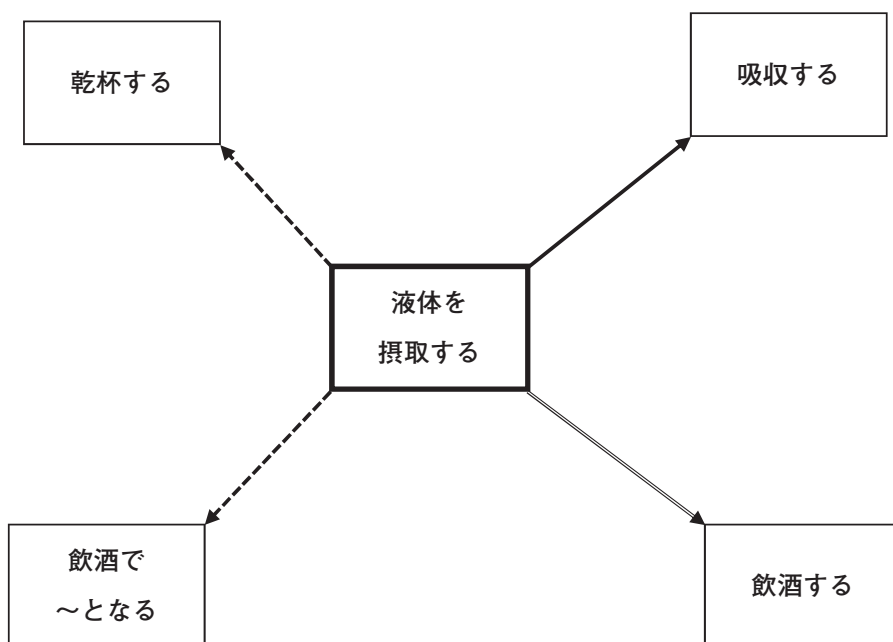 乾杯する
吸収する
液体を
摂取する
飲酒で
～となる
飲酒する